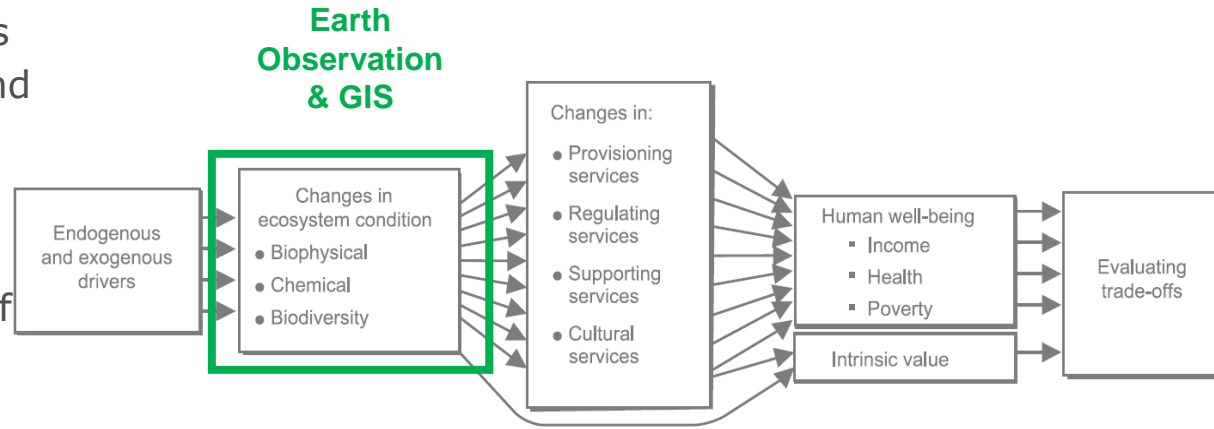 Earth
Observation
& GIS
s
nd
f
Endogenous
and exogenous
drivers
Changes in
ecosystem condition
● Biophysical
● Chemical
● Biodiversity
Changes in:
● Provisioning
services
● Regulating
services
● Supporting
services
● Cultural
services
Human well-being
▪ Income
▪ Health
▪ Poverty
Intrinsic value
Evaluating
trade-offs